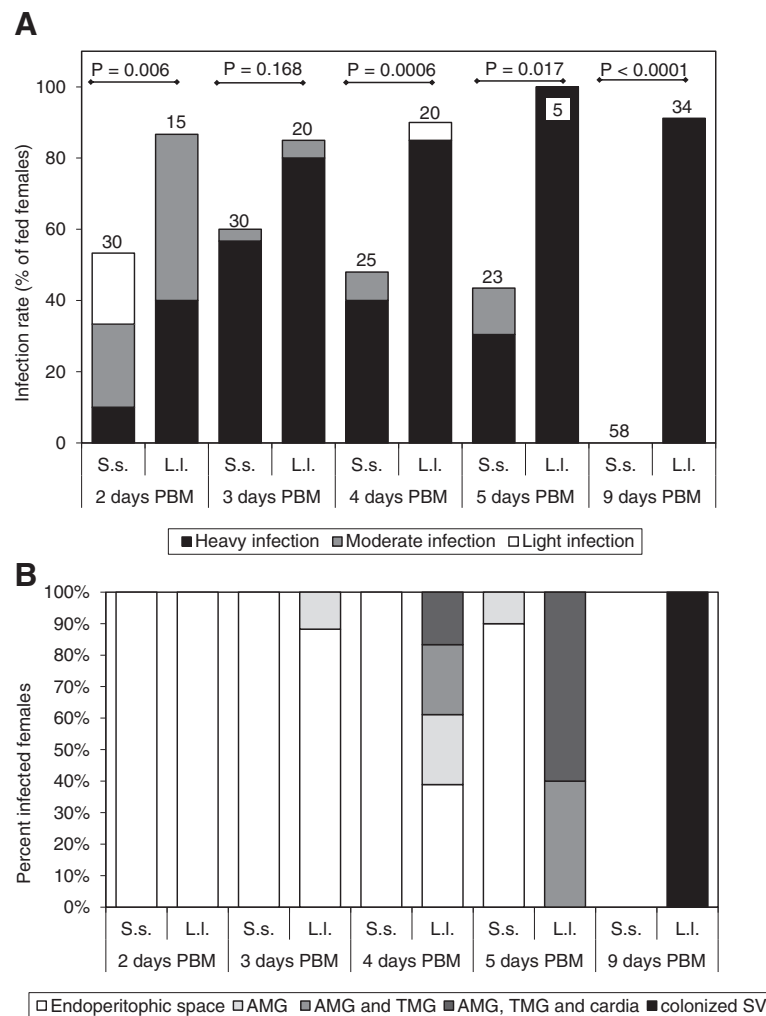 A
P = 0.006 P = 0.168 P = 0.0006 P = 0.017 P < 0.0001
Infection rate (% of fed females)
100
80
60
40
20
0
30 15 30 20 25 20 23 5 58 34
S.s. L.l. S.s. L.l. S.s. L.l. S.s. L.l. S.s. L.l.
2 days PBM 3 days PBM 4 days PBM 5 days PBM 9 days PBM
Heavy infection Moderate infection Light infection
B
Percent infected females
100%
90%
80%
70%
60%
50%
40%
30%
20%
10%
0%
S.s. L.l. S.s. L.l. S.s. L.l. S.s. L.l. S.s. L.l.
2 days PBM 3 days PBM 4 days PBM 5 days PBM 9 days PBM
Endoperitophic space AMG AMG and TMG AMG, TMG and cardia colonized SV